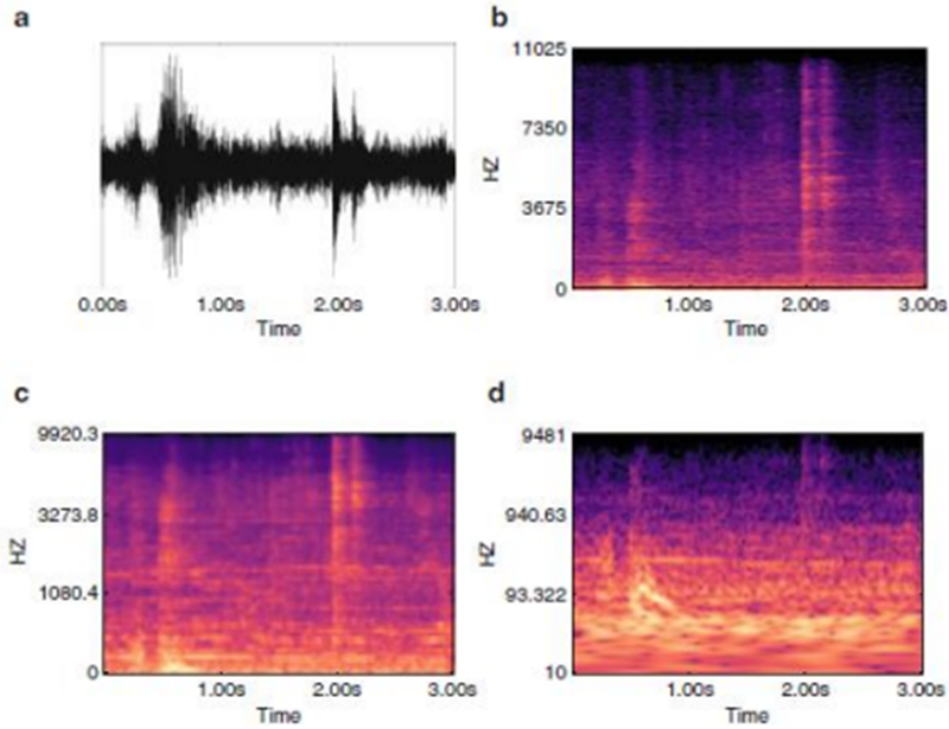 a
0.00s 1.00s 2.00s 3.00s
Time
b
11025
7350
3675
0
HZ
1.00s 2.00s 3.00s
Time
c
9920.3
3273.8
1080.4
0
HZ
1.00s 2.00s 3.00s
Time
d
9481
940.63
93.322
10
HZ
1.00s 2.00s 3.00s
Time